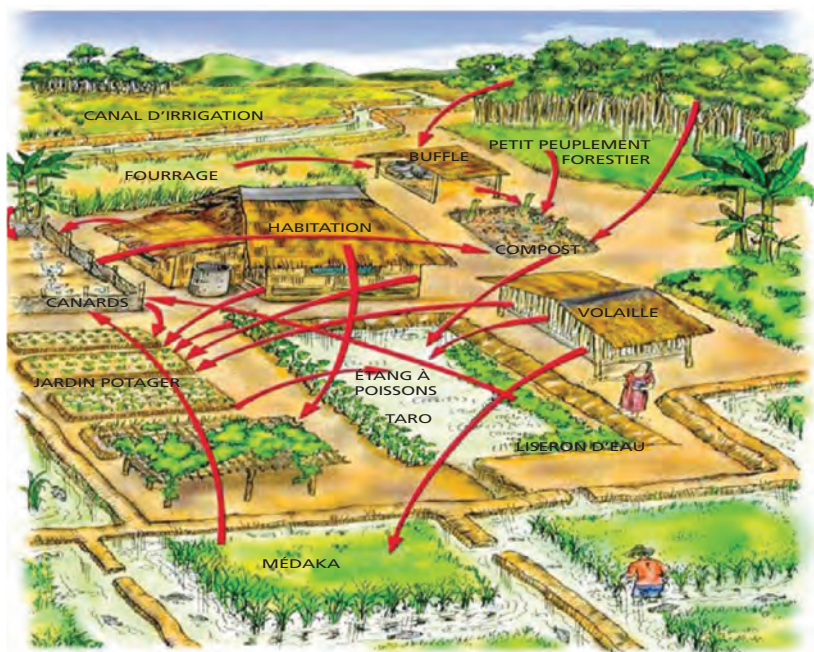 CANAL D'IRRIGATION
BUFFLE
PETIT PEUPLEMENT
FORESTIER
FOURRAGE
HABITATION
COMPOST
CANARDS
VOLAILLE
JARDIN POTAGER
ÉTANG À
POISSONS
TARO
LISERON D'EAU
MÉDAKA